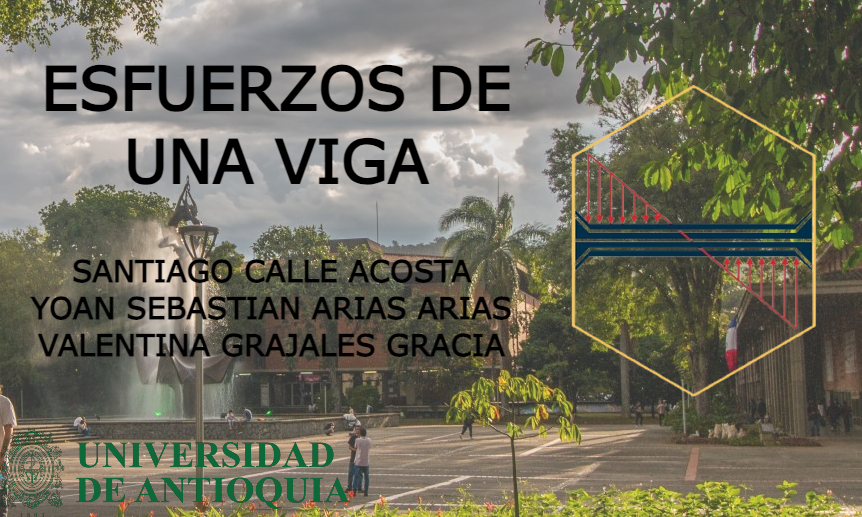 ESFUERZOS DE
UNA VIGA
SANTIAGO CALLE ACOSTA
YOAN SEBASTIAN ARIAS ARIAS
VALENTINA GRAJALES GRACIA
UNIVERSIDAD
DE ANTIOQUIA